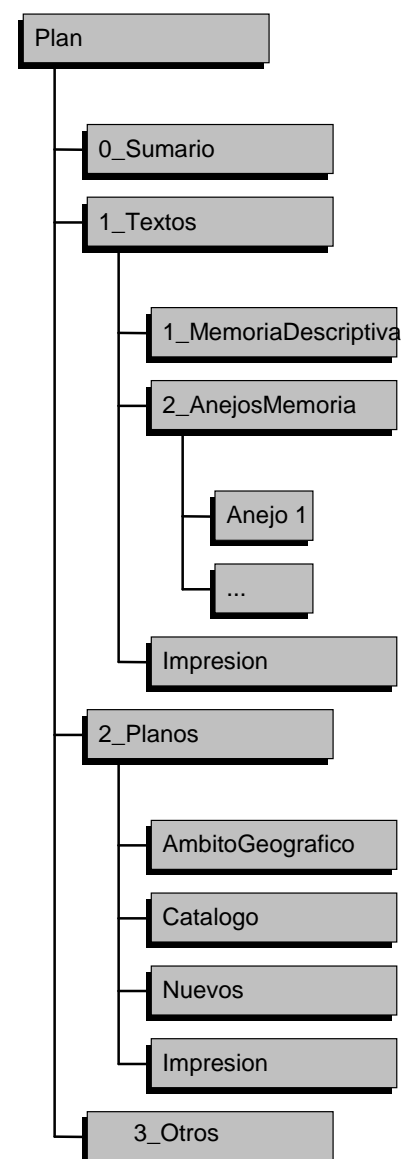 Plan
0_Sumario
1_Textos
1_MemoriaDescriptiva
2_AnejosMemoria
Anejo 1
...
Impresion
2_Planos
AmbitoGeografico
Catalogo
Nuevos
Impresion
3_Otros